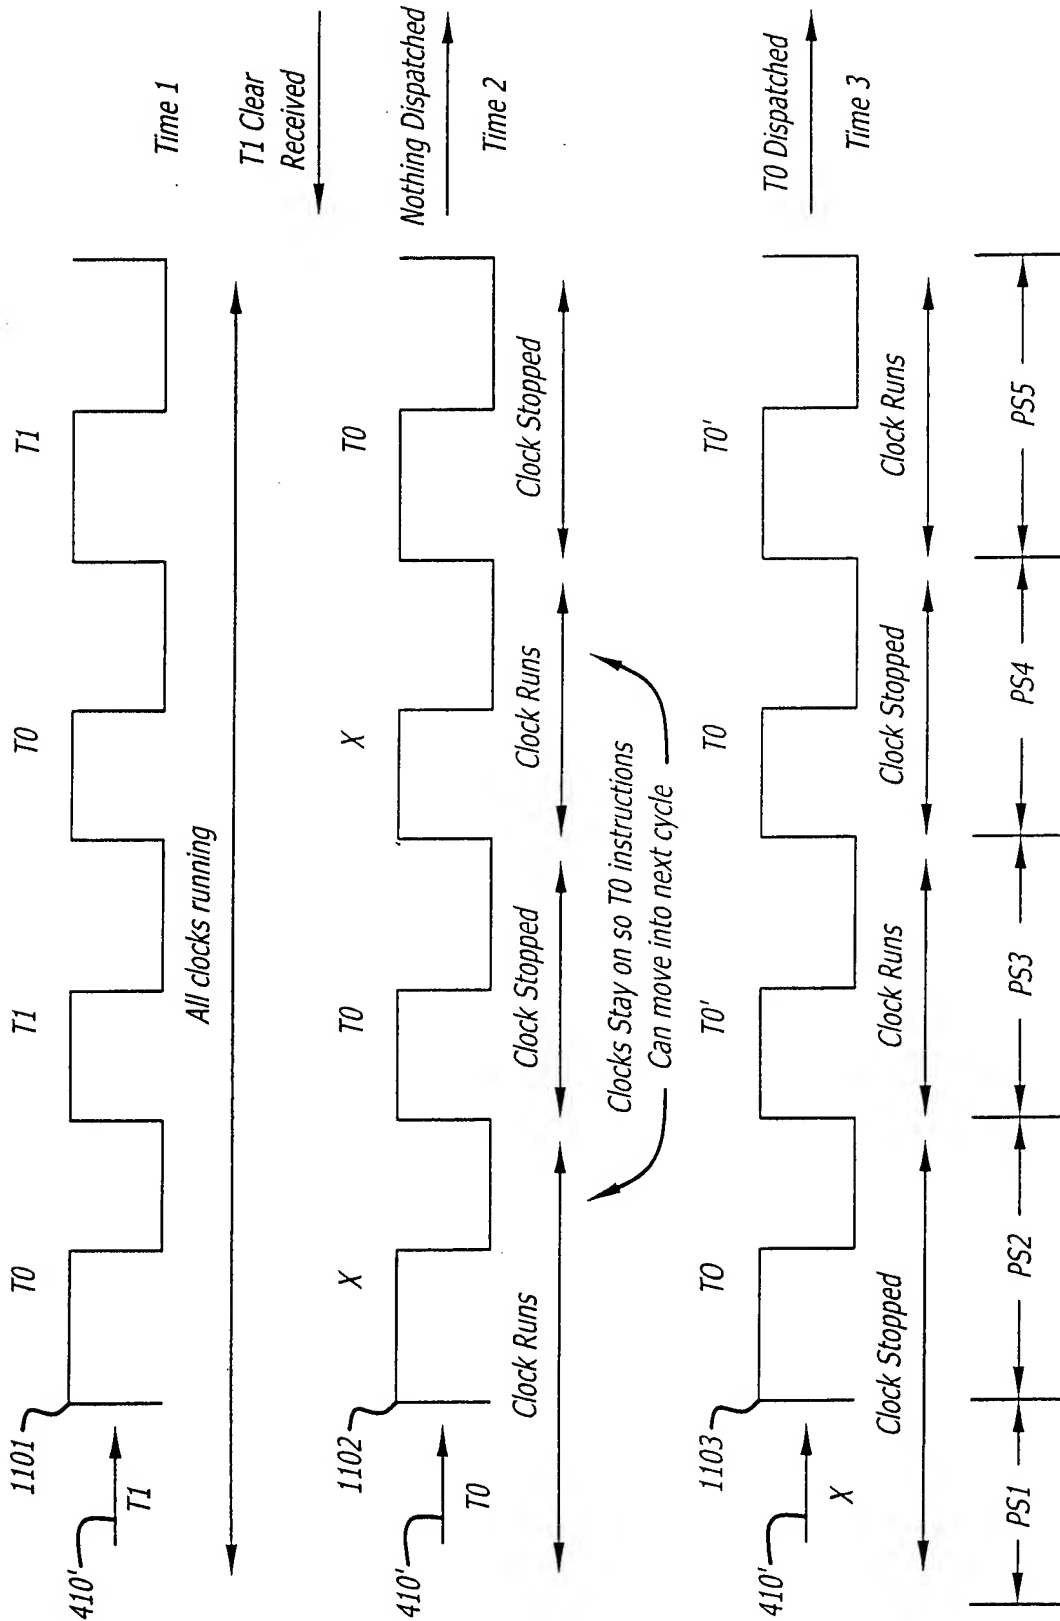 T0
T1
T0
T1
1101
410'
T1
All clocks running
Time 1
T1 Clear
Received
X
T0
X
T0
1102
410'
T0
Clock Runs
Clock Stopped
Clock Runs
Clock Stopped
Nothing Dispatched
Time 2
Clocks Stay on so T0 instructions
Can move into next cycle
TO
T0'
T0
T0'
1103
410'
X
Clock Stopped
Clock Runs
Clock Stopped
Clock Runs
T0 Dispatched
Time 3
PS1
PS2
PS3
PS4
PS5